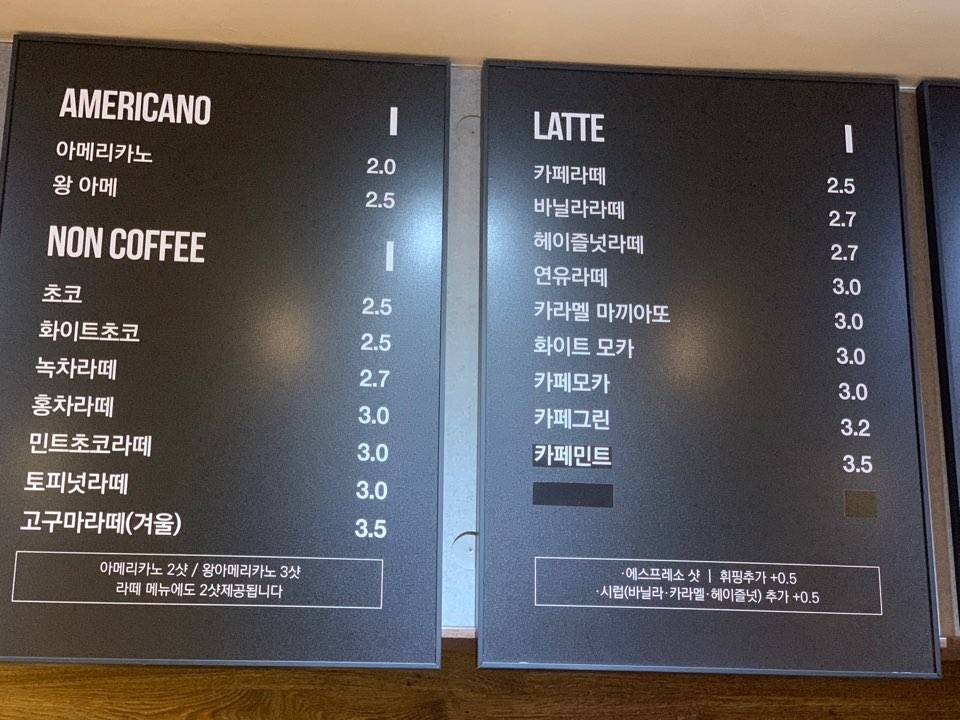 AMERICANO
아메리카노 2.0
왕 아메 2.5
NON COFFEE
초코 2.5
화이트초코 2.5
녹차라떼 2.7
홍차라떼 3.0
민트초코라떼 3.0
토피넛라떼 3.0
고구마라떼(겨울) 3.5
아메리카노 2샷 / 왕아메리카노 3샷
라떼 메뉴에도 2샷제공됩니다
LATTE
카페라떼 2.5
바닐라라떼 2.7
헤이즐넛라떼 2.7
연유라떼 3.0
카라멜 마끼아또 3.0
화이트 모카 3.0
카페모카 3.0
카페그린 3.2
카페민트 3.5
·에스프레소 샷 | 휘핑추가 +0.5
·시럽(바닐라·카라멜·헤이즐넛) 추가 +0.5